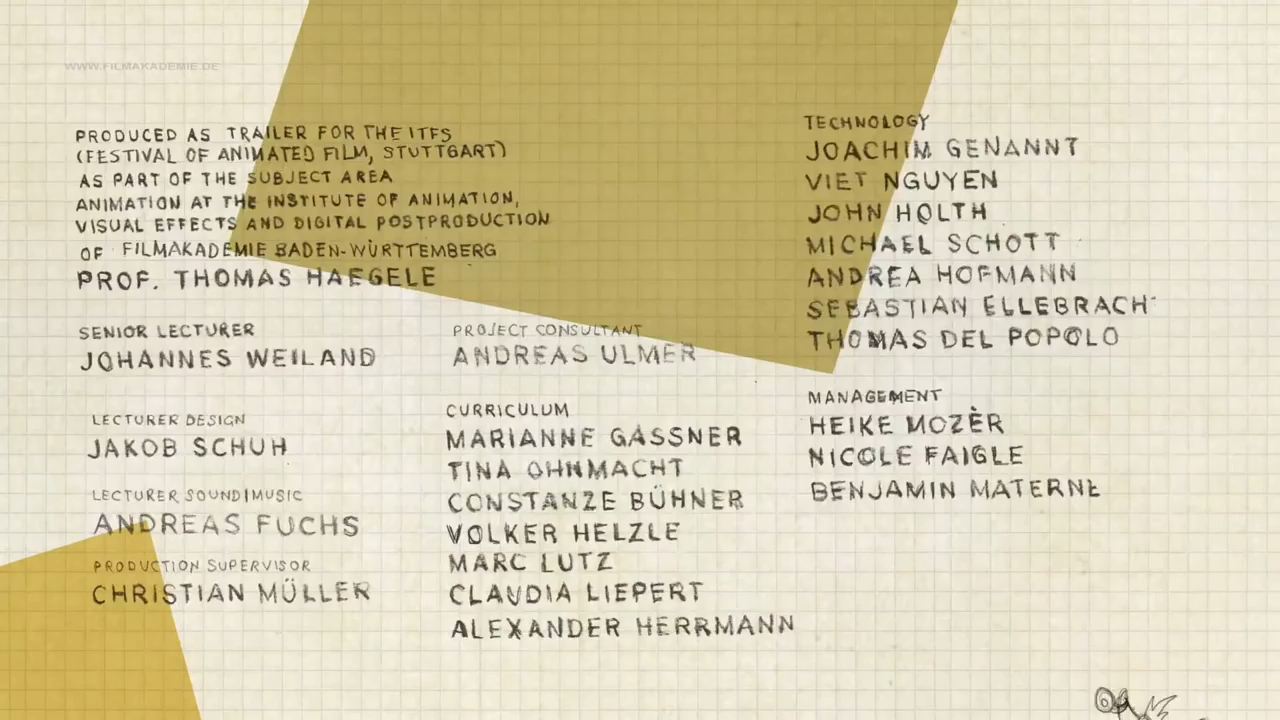 WWW.FILMAKADEMIE.DE
PRODUCED AS TRAILER FOR THE ITFS
(FESTIVAL OF ANIMATED FILM, STUTTGART)
AS PART OF THE SUBJECT AREA
ANIMATION AT THE INSTITUTE OF ANIMATION,
VISUAL EFFECTS AND DIGITAL POSTPRODUCTION
OF FILMAKADEMIE BADEN-WÜRTTEMBERG
PROF. THOMAS HAEGELE
SENIOR LECTURER
JOHANNES WEILAND
LECTURER DESIGN
JAKOB SCHUH
LECTURER SOUND|MUSIC
ANDREAS FUCHS
PRODUCTION SUPERVISOR
CHRISTIAN MÜLLER
PROJECT CONSULTANT
ANDREAS ULMER
CURRICULUM
MARIANNE GASSNER
TINA OHNMACHT
CONSTANZE BÜHNER
VOLKER HELZLE
MARC LUTZ
CLAUDIA LIEPERT
ALEXANDER HERRMANN
TECHNOLOGY
JOACHIM GENANNT
VIET NGUYEN
JOHN HOLTH
MICHAEL SCHOTT
ANDREA HOFMANN
SEBASTIAN ELLEBRACHT
THOMAS DEL POPOLO
MANAGEMENT
HEIKE MOZÈR
NICOLE FAIGLE
BENJAMIN MATERNE